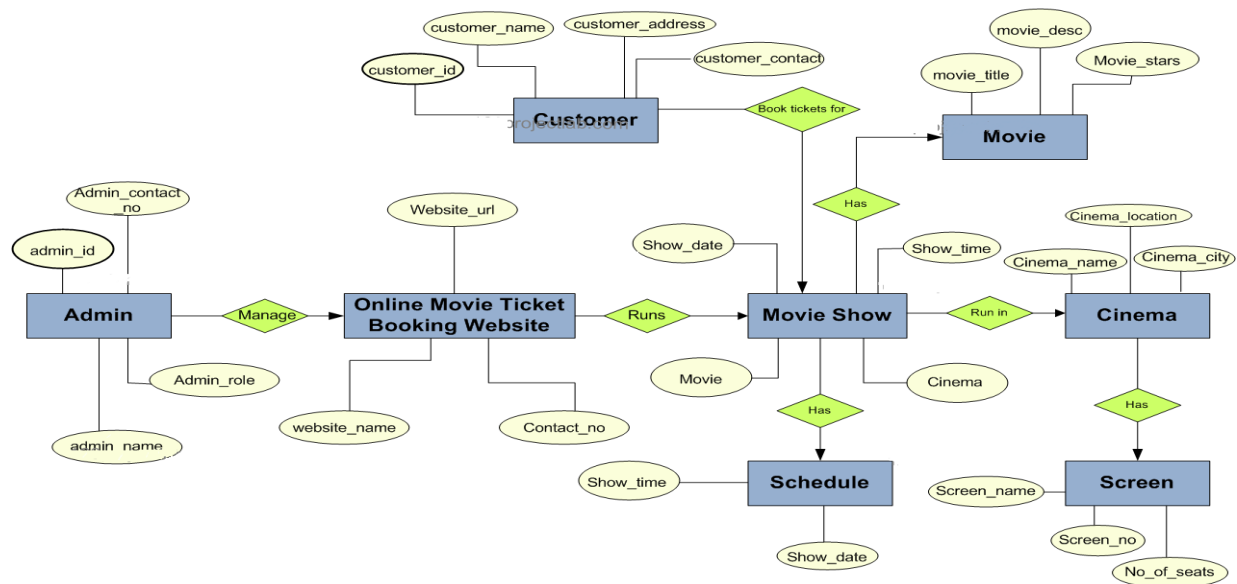 customer_name
customer_address
customer_id
customer_contact
Customer
projectlab.com
Book tickets for
movie_desc
movie_title
Movie_stars
Movie
Has
Admin_contact
_no
admin_id
Admin
Manage
Admin_role
admin_name
Website_url
Online Movie Ticket
Booking Website
website_name
Contact_no
Runs
Show_date
Show_time
Movie Show
Movie
Cinema
Run in
Cinema_location
Cinema_name
Cinema_city
Cinema
Has
Has
Schedule
Show_time
Show_date
Screen
Screen_name
Screen_no
No_of_seats